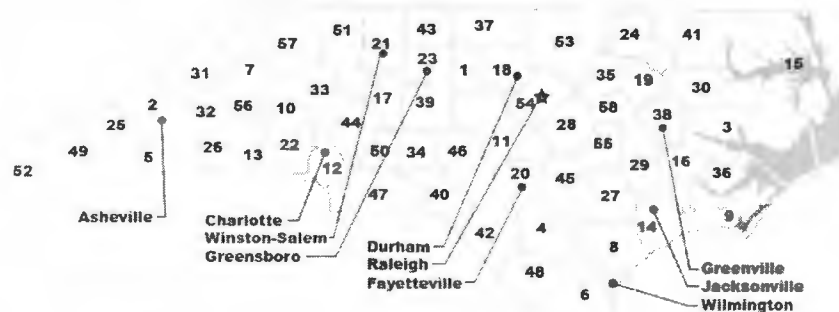 51 43 37
57 21 53 24 41
31 7 23 1 18 35 19 15
33 30
2 32 56 10 17 39 54 58 38
25 44 28 3
49 5 26 13 22 12 50 34 46 11 29 16 36
52 20 45
47 40 27
Asheville Charlotte 14 9
Winston-Salem Durham 42 4 8
Greensboro Raleigh Greenville
Fayetteville 48 Jacksonville
6 Wilmington